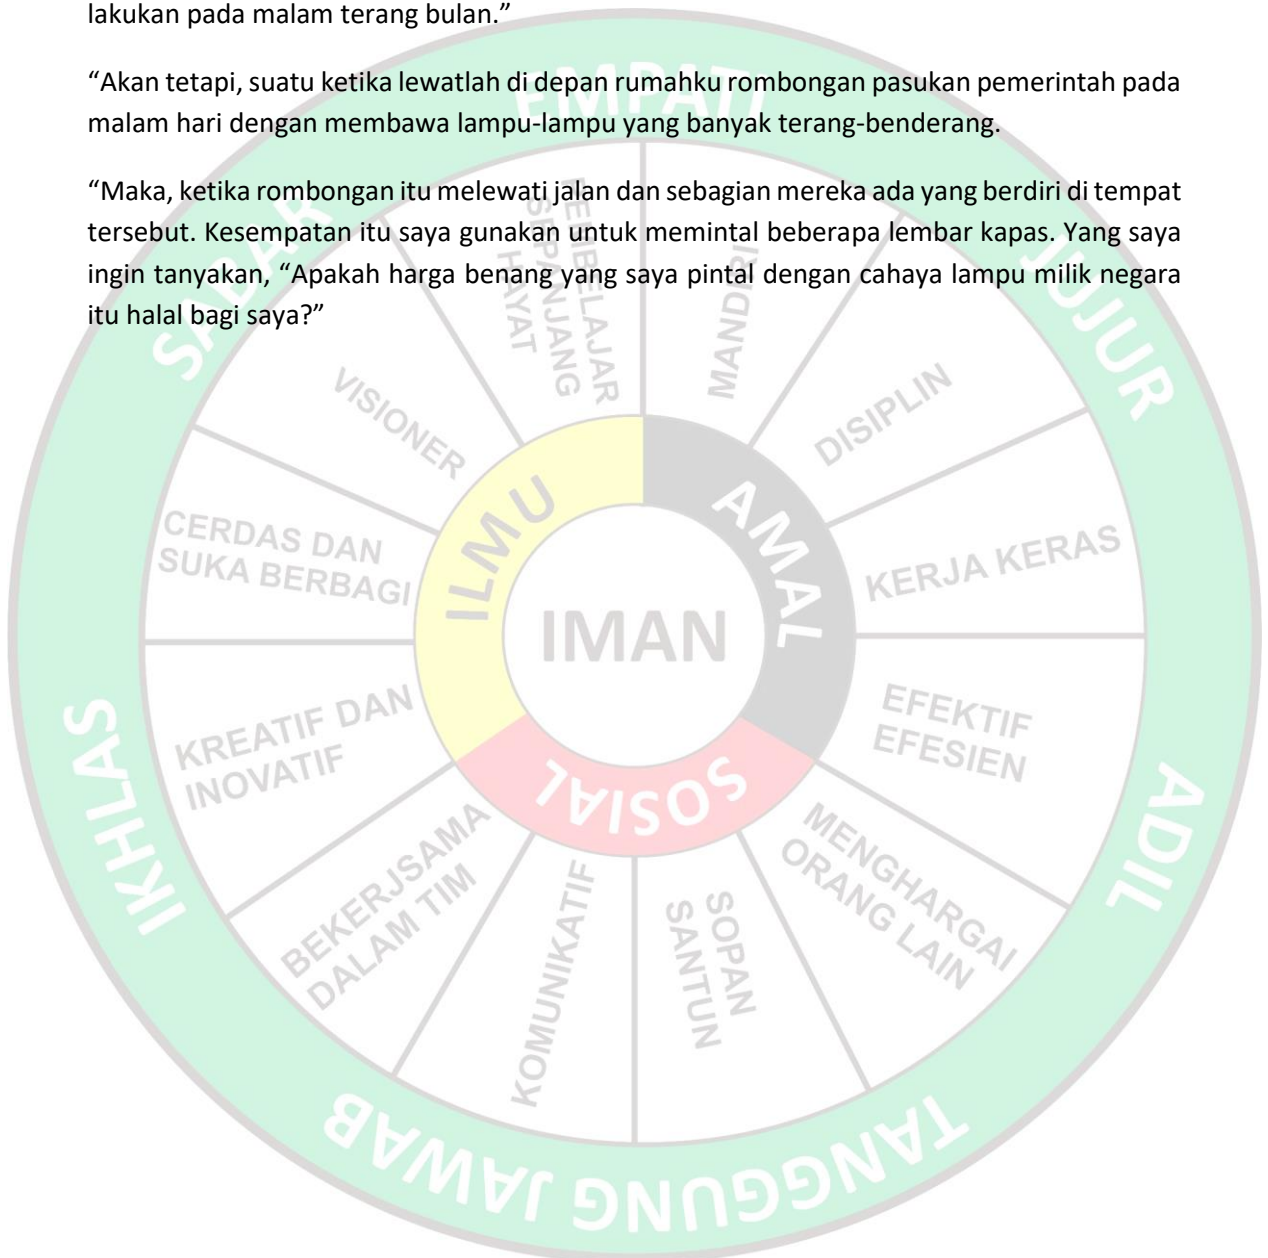 lakukan pada malam terang bulan.”
“Akan tetapi, suatu ketika lewatlah di depan rumahku rombongan pasukan pemerintah pada
malam hari dengan membawa lampu-lampu yang banyak terang-benderang.
“Maka, ketika rombongan itu melewati jalan dan sebagian mereka ada yang berdiri di tempat
tersebut. Kesempatan itu saya gunakan untuk memintal beberapa lembar kapas. Yang saya
ingin tanyakan, “Apakah harga benang yang saya pintal dengan cahaya lampu milik negara
itu halal bagi saya?”
EMPATI
JUJUR
ADIL
TANGGUNG JAWAB
IKHLAS
SABAR
PEBIBELAJAR
SEPANJANG
HAYAT
MANDIRI
DISIPLIN
KERJA KERAS
EFEKTIF
EFESIEN
MENGHARGAI
ORANG LAIN
SOPAN
SANTUN
KOMUNIKATIF
BEKERJSAMA
DALAM TIM
KREATIF DAN
INOVATIF
CERDAS DAN
SUKA BERBAGI
VISIONER
ILMU
AMAL
SOSIAL
IMAN